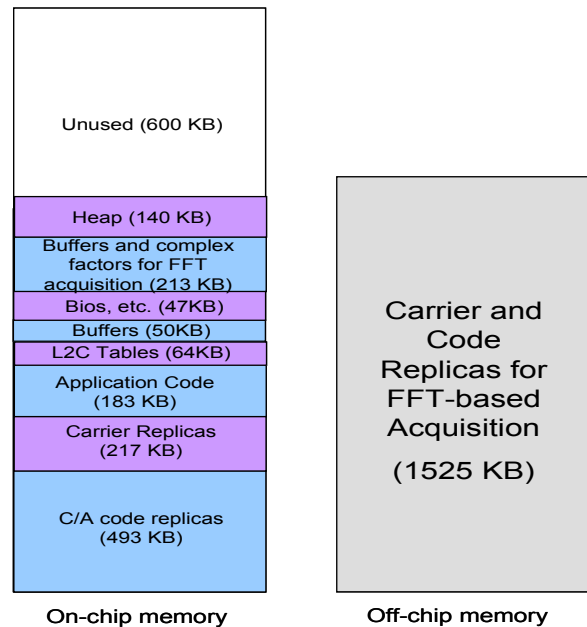 Unused (600 KB)
Heap (140 KB)
Buffers and complex
factors for FFT
acquisition (213 KB)
Bios, etc. (47KB)
Buffers (50KB)
L2C Tables (64KB)
Application Code
(183 KB)
Carrier Replicas
(217 KB)
C/A code replicas
(493 KB)
On-chip memory
Carrier and
Code
Replicas for
FFT-based
Acquisition
(1525 KB)
Off-chip memory